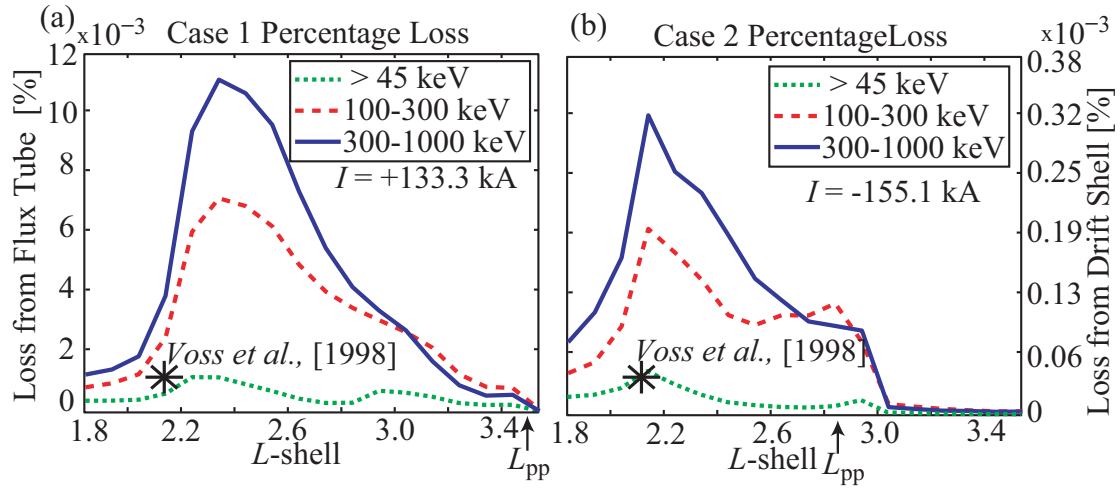 (a)
×10⁻³ Case 1 Percentage Loss
Loss from Flux Tube [%]
12
10
8
6
4
2
0
> 45 keV
100-300 keV
300-1000 keV
I = +133.3 kA
Voss et al., [1998]
1.8 2.2 2.6 3.0 3.4
L-shell
Lpp
(b)
Case 2 PercentageLoss ×10⁻³
> 45 keV
100-300 keV
300-1000 keV
I = -155.1 kA
Voss et al., [1998]
0.38
0.32
0.25
0.19
0.13
0.06
0
Loss from Drift Shell [%]
1.8 2.2 2.6 3.0 3.4
L-shell
Lpp